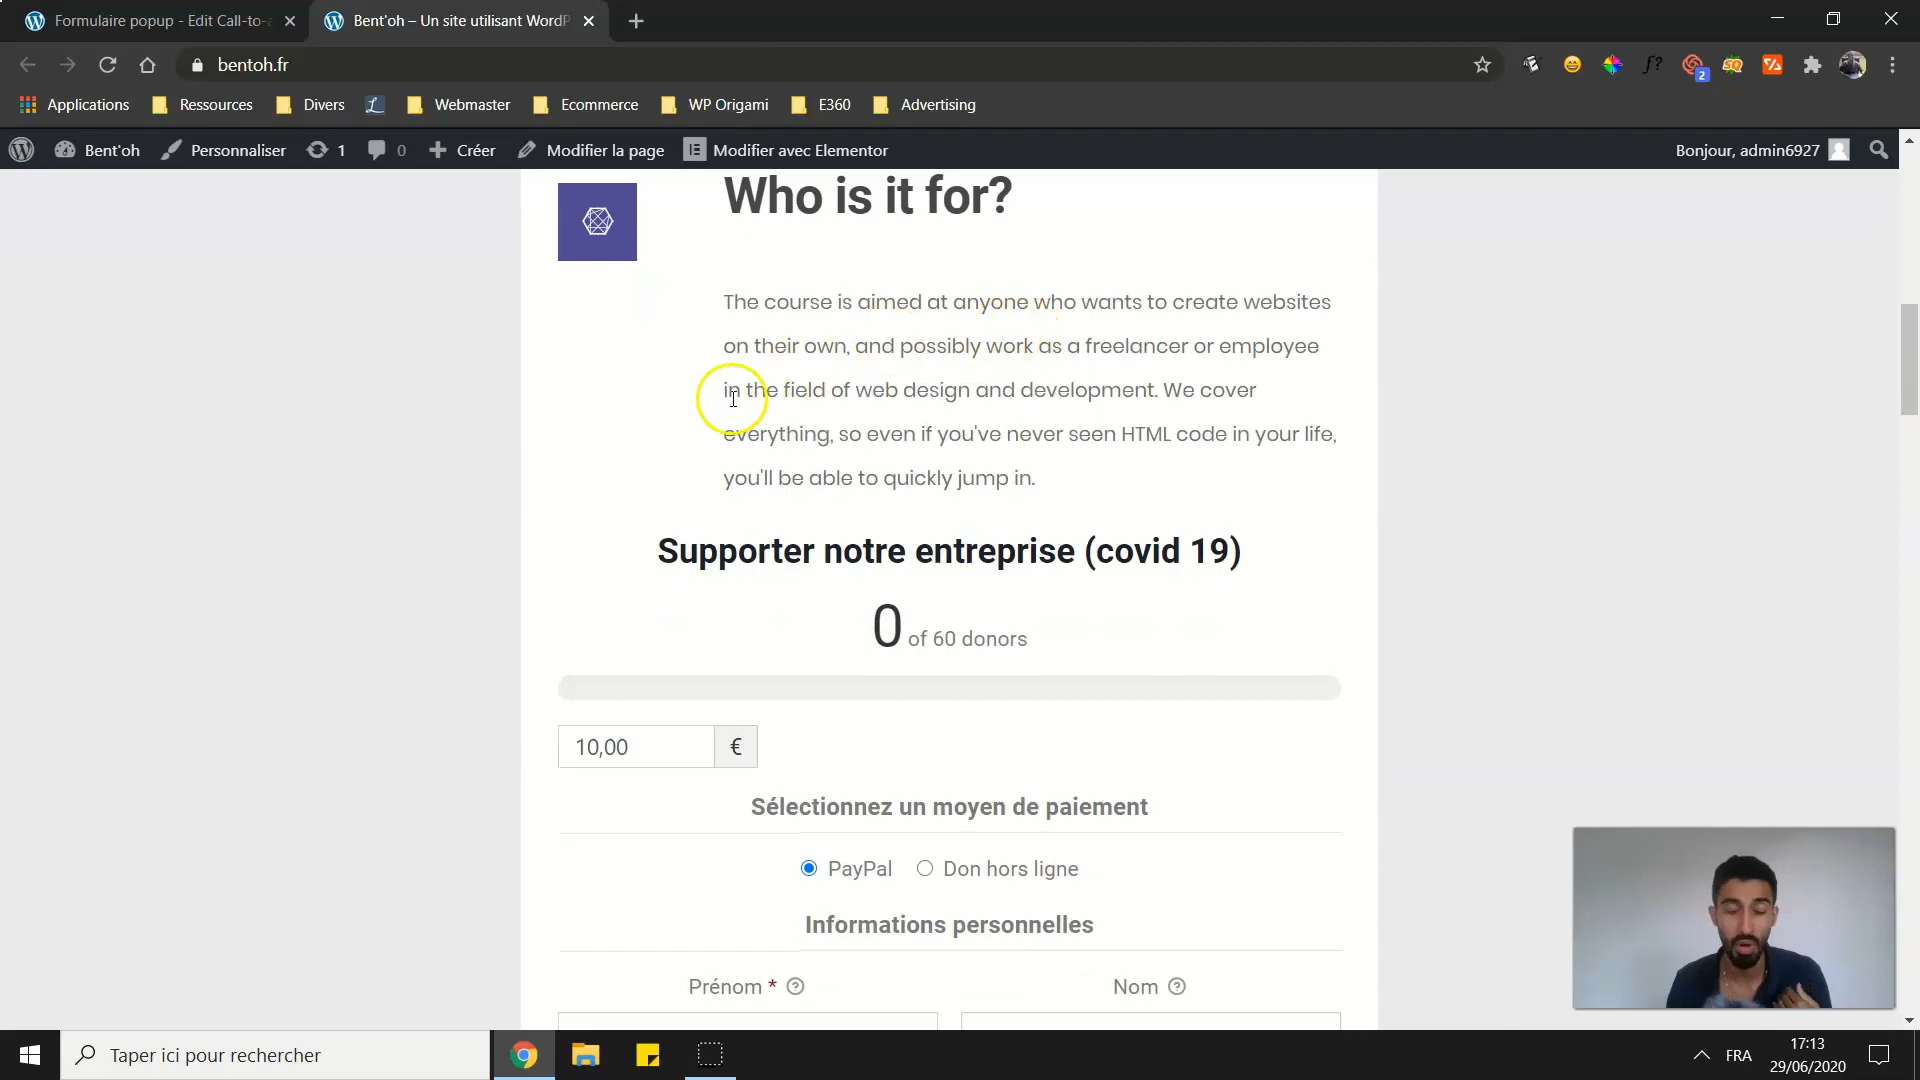 Formulaire popup - Edit Call-to-a
Bent'oh – Un site utilisant WordP
bentoh.fr
2
Applications
Ressources
Divers
Webmaster
Ecommerce
WP Origami
E360
Advertising
Bent'oh
Personnaliser
1
0
Créer
Modifier la page
Modifier avec Elementor
Bonjour, admin6927
Who is it for?
The course is aimed at anyone who wants to create websites
on their own, and possibly work as a freelancer or employee
in the field of web design and development. We cover
everything, so even if you've never seen HTML code in your life,
you'll be able to quickly jump in.
Supporter notre entreprise (covid 19)
0 of 60 donors
10,00 €
Sélectionnez un moyen de paiement
PayPal Don hors ligne
Informations personnelles
Prénom *
Nom
Taper ici pour rechercher
FRA
17:13
29/06/2020